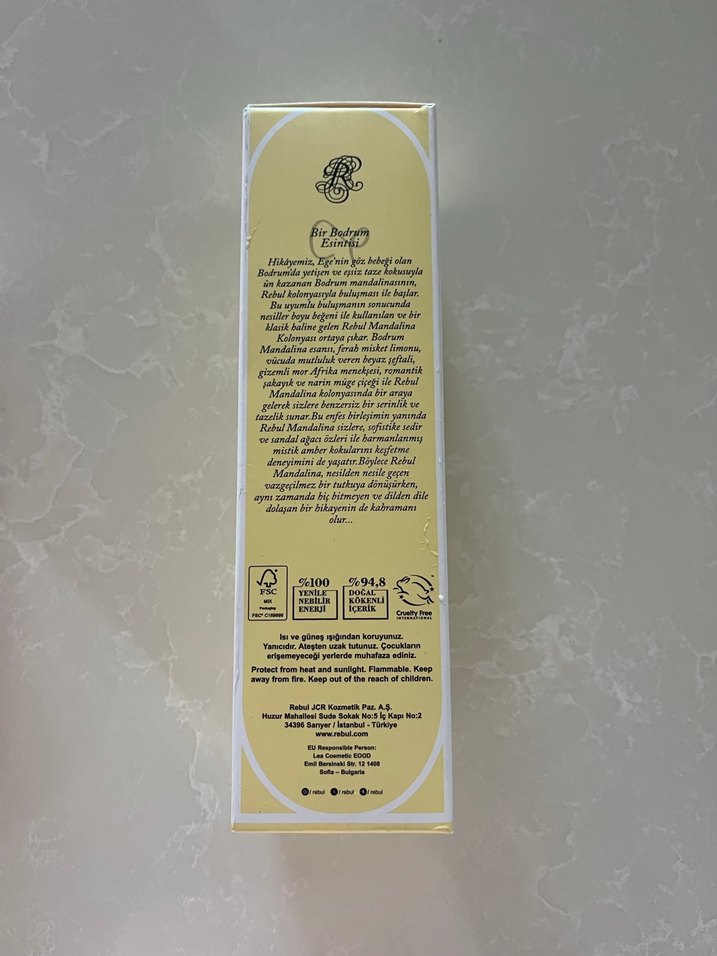 R
Bir Bodrum
Esintisi
Hikâyemiz, Ege'nin göz bebeği olan
Bodrum'da yetişen ve eşsiz taze kokusuyla
ün kazanan Bodrum mandalinasının,
Rebul kolonyasıyla buluşması ile başlar.
Bu uyumlu buluşmanın sonucunda
nesiller boyu beğeni ile kullanılan ve bir
klasik haline gelen Rebul Mandalina
Kolonyası ortaya çıkar. Bodrum
Mandalina esansı, ferah misket limonu,
vücuda mutluluk veren beyaz şeftali,
gizemli mor Afrika menekşesi, romantik
şakayık ve narin müge çiçeği ile Rebul
Mandalina kolonyasında bir araya
gelerek sizlere benzersiz bir serinlik ve
tazelik sunar.Bu enfes birleşimin yanında
Rebul Mandalina sizlere, sofistike sedir
ve sandal ağacı özleri ile harmanlanmış
mistik amber kokularını keşfetme
deneyimini de yaşatır.Böylece Rebul
Mandalina, nesilden nesile geçen
vazgeçilmez bir tutkuya dönüşürken,
aynı zamanda hiç bitmeyen ve dilden dile
dolaşan bir hikayenin de kahramanı
olur...
FSC
MIX
Packaging
FSC® C169998
%100
YENİLE
NEBİLİR
ENERJİ
%94,8
DOĞAL
KÖKENLİ
İÇERİK
Cruelty Free
INTERNATIONAL
Isı ve güneş ışığından koruyunuz.
Yanıcıdır. Ateşten uzak tutunuz. Çocukların
erişemeyeceği yerlerde muhafaza ediniz.
Protect from heat and sunlight. Flammable. Keep
away from fire. Keep out of the reach of children.
Rebul JCR Kozmetik Paz. A.Ş.
Huzur Mahallesi Sude Sokak No:5 İç Kapı No:2
34396 Sarıyer / İstanbul - Türkiye
www.rebul.com
EU Responsible Person:
Lea Cosmetic EOOD
Emil Bersinski Str. 12 1408
Sofia – Bulgaria
/ rebul / rebul / rebul